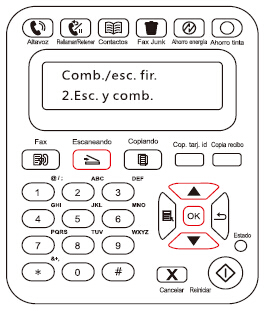 Altavoz Rellamar/Retener Contactos Fax Junk Ahorro energía Ahorro tinta
Comb./esc. fir.
2.Esc. y comb.
Fax Escaneando Copiando Cop. tarj. id Copia recibo
@/: ABC DEF
1 2 3
GHI JKL MNO
4 5 6 OK
PQRS TUV WXYZ Estado
7 8 9
&+,
* 0 # X
Cancelar Reiniciar